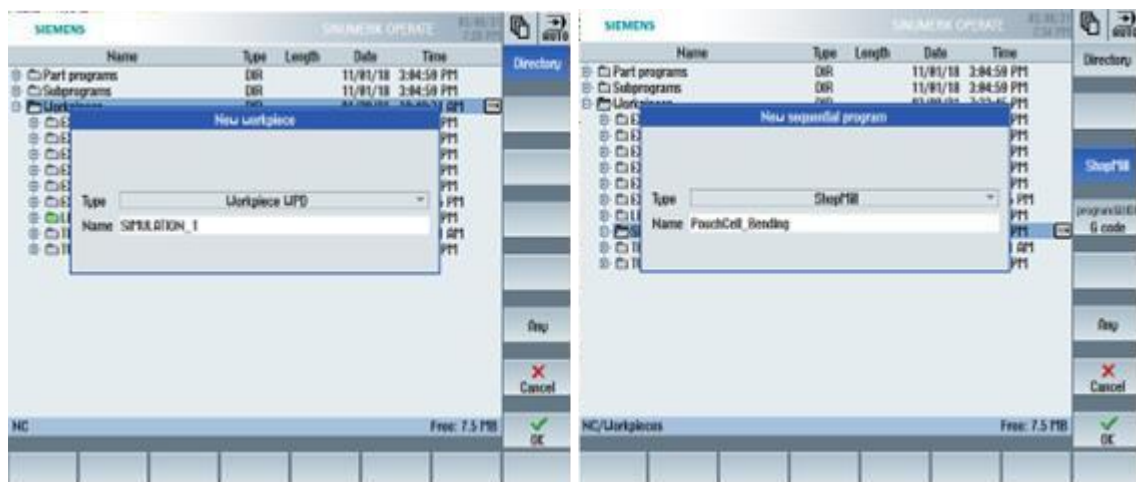 SIEMENS
SINUMERIK OPERATE
AUTO
Name Type Length Date Time
Directory
Part programs DIR 11/01/18 3:04:59 PM
Subprograms DIR 11/01/18 3:04:59 PM
New workpiece
Type Workpiece WPD
Name SIMULATION_1
Any
Cancel
NC Free: 7.5 MB
OK
SIEMENS
SINUMERIK OPERATE
AUTO
Name Type Length Date Time
Directory
Part programs DIR 11/01/18 3:04:59 PM
Subprograms DIR 11/01/18 3:04:59 PM
New sequential program
ShopMill
Type ShopMill
programGUIDE
G code
Name PouchCell_Bending
Any
Cancel
NC/Workpieces Free: 7.5 MB
OK